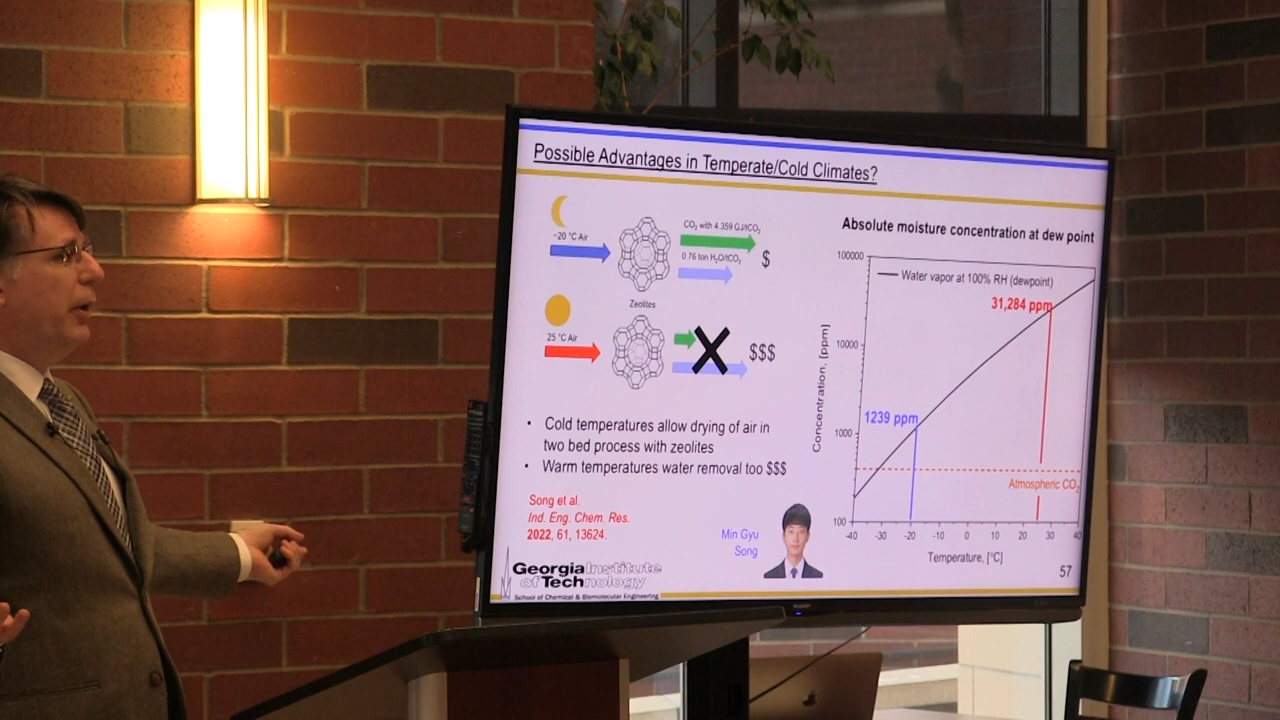 Possible Advantages in Temperate/Cold Climates?
-20 °C Air
CO2 with 4.359 GJ/tCO2
0.76 ton H2O/tCO2
$
Zeolites
25 °C Air
X
$$$
• Cold temperatures allow drying of air in
two bed process with zeolites
• Warm temperatures water removal too $$$
Song et al.
Ind. Eng. Chem. Res.
2022, 61, 13624.
Min Gyu
Song
Georgia Institute
of Technology
School of Chemical & Biomolecular Engineering
Absolute moisture concentration at dew point
Water vapor at 100% RH (dewpoint)
31,284 ppm
1239 ppm
Atmospheric CO2
Concentration, [ppm]
100000
10000
1000
100
-40 -30 -20 -10 0 10 20 30 40
Temperature, [°C]
57
SHARP